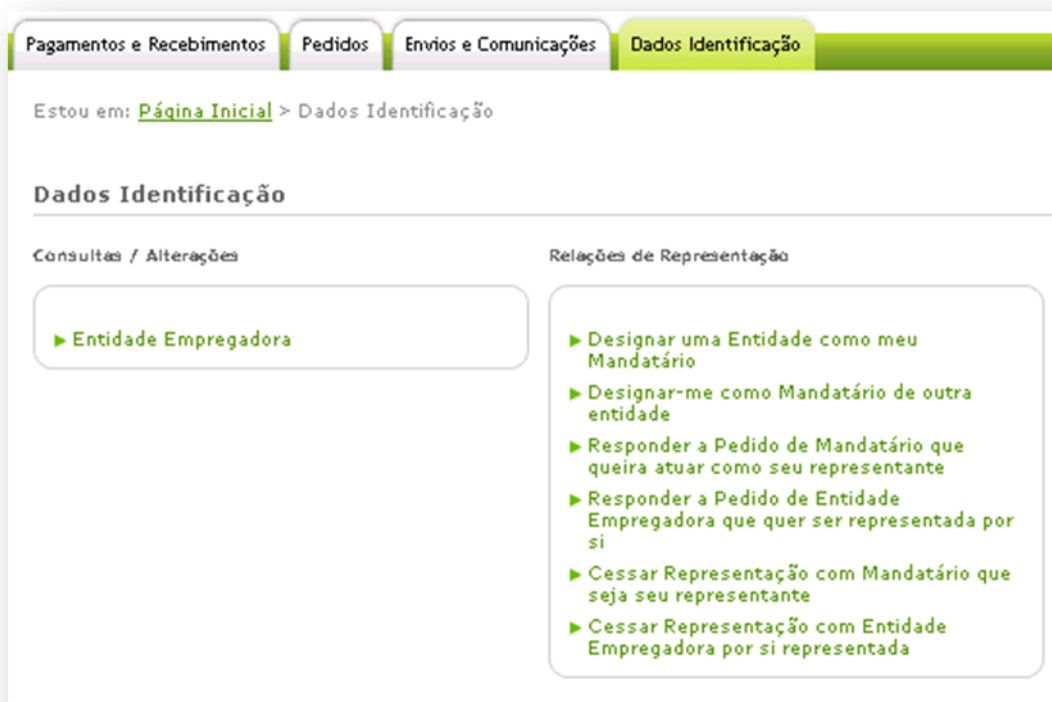 Pagamentos e Recebimentos
Pedidos
Envios e Comunicações
Dados Identificação
Estou em: Página Inicial > Dados Identificação
Dados Identificação
Consultas / Alterações
Entidade Empregadora
Relações de Representação
Designar uma Entidade como meu
Mandatário
Designar-me como Mandatário de outra
entidade
Responder a Pedido de Mandatário que
queira atuar como seu representante
Responder a Pedido de Entidade
Empregadora que quer ser representada por
si
Cessar Representação com Mandatário que
seja seu representante
Cessar Representação com Entidade
Empregadora por si representada